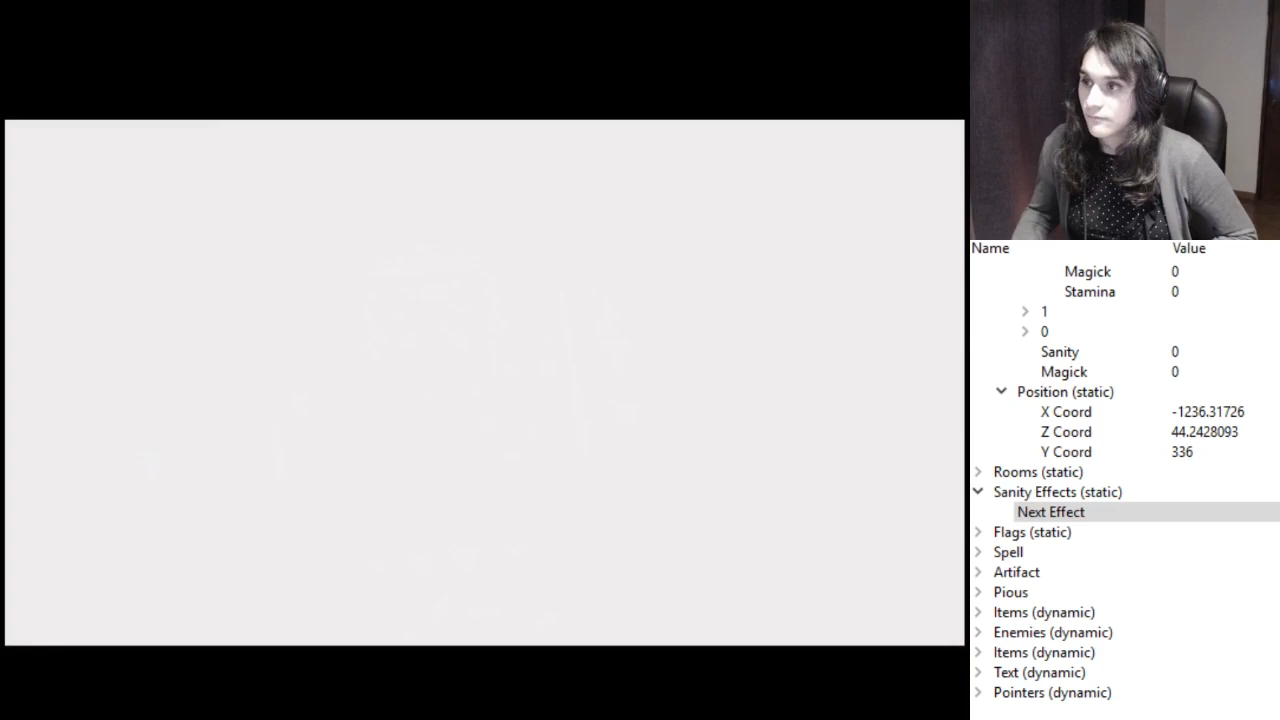 Name Value
Magick 0
Stamina 0
1
0
Sanity 0
Magick 0
Position (static)
X Coord -1236.31726
Z Coord 44.2428093
Y Coord 336
Rooms (static)
Sanity Effects (static)
Next Effect
Flags (static)
Spell
Artifact
Pious
Items (dynamic)
Enemies (dynamic)
Items (dynamic)
Text (dynamic)
Pointers (dynamic)